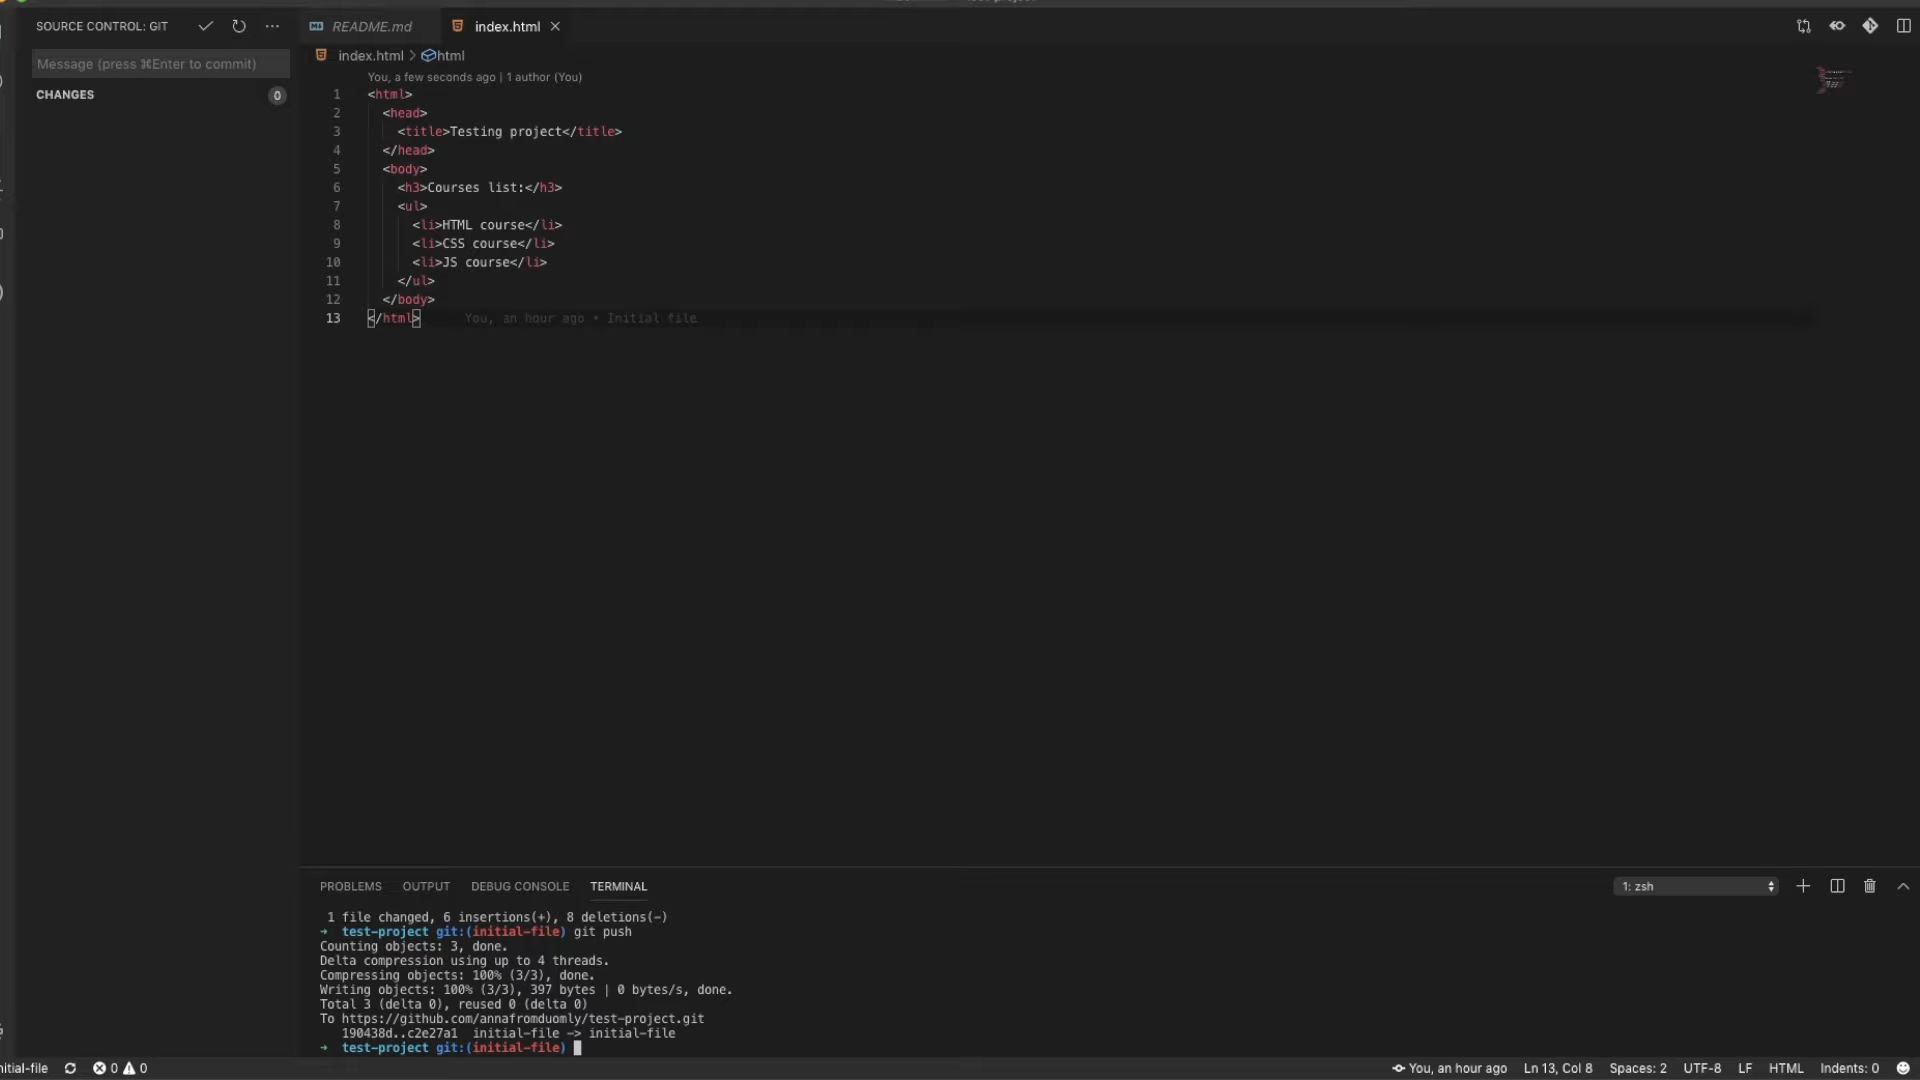 SOURCE CONTROL: GIT
README.md
index.html
Message (press ⌘Enter to commit)
CHANGES
0
index.html > html
You, a few seconds ago | 1 author (You)
1 <html>
2 <head>
3 <title>Testing project</title>
4 </head>
5 <body>
6 <h3>Courses list:</h3>
7 <ul>
8 <li>HTML course</li>
9 <li>CSS course</li>
10 <li>JS course</li>
11 </ul>
12 </body>
13 </html> You, an hour ago • Initial file
PROBLEMS OUTPUT DEBUG CONSOLE TERMINAL
1: zsh
1 file changed, 6 insertions(+), 8 deletions(-)
→ test-project git:(initial-file) git push
Counting objects: 3, done.
Delta compression using up to 4 threads.
Compressing objects: 100% (3/3), done.
Writing objects: 100% (3/3), 397 bytes | 0 bytes/s, done.
Total 3 (delta 0), reused 0 (delta 0)
To https://github.com/annafromduomly/test-project.git
190438d..c2e27a1 initial-file -> initial-file
→ test-project git:(initial-file)
nitial-file 0 0 You, an hour ago Ln 13, Col 8 Spaces: 2 UTF-8 LF HTML Indents: 0